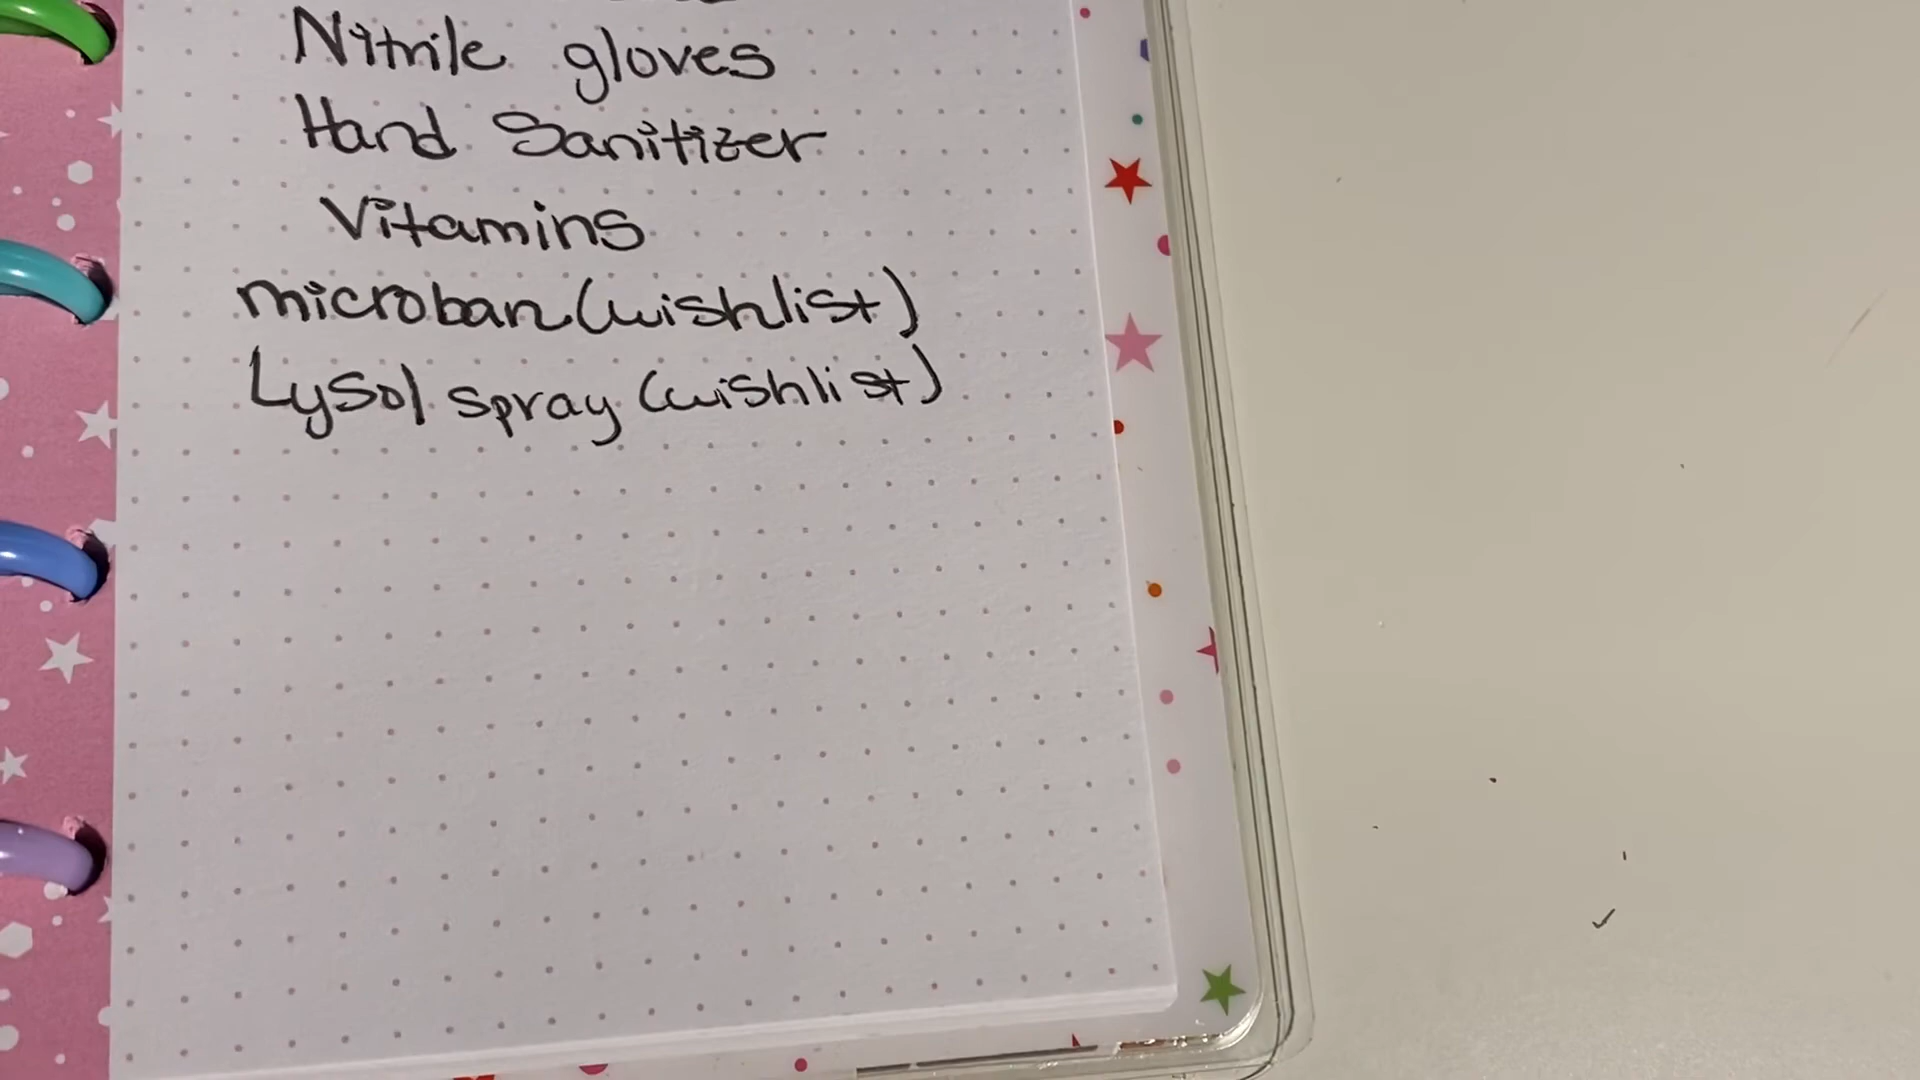 Nitrile gloves
Hand Sanitizer
Vitamins
microban (wishlist)
Lysol spray (wishlist)